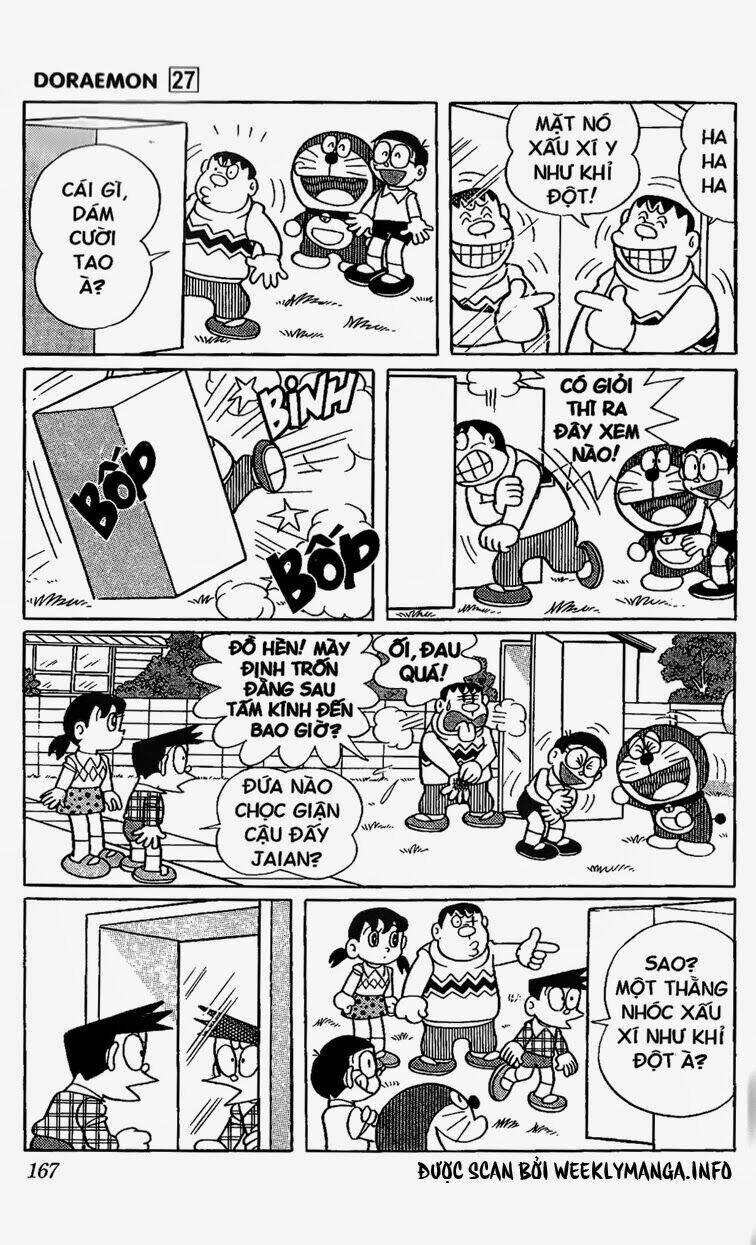 DORAEMON 27
CÁI GÌ,
DÁM
CƯỜI
TAO
À?
MẶT NÓ
XẤU XÍ Y
NHƯ KHỈ
ĐỘT!
HA
HA
HA
BỐP
BINH
BỐP
CÓ GIỎI
THÌ RA
ĐÂY XEM
NÀO!
ĐỒ HÈN! MÀY
ĐỊNH TRỐN
ĐẰNG SAU
TẤM KÍNH ĐẾN
BAO GIỜ?
ỐI, ĐAU
QUÁ!
ĐỨA NÀO
CHỌC GIẬN
CẬU ĐẤY
JAIAN?
SAO?
MỘT THẰNG
NHÓC XẤU
XÍ NHƯ KHỈ
ĐỘT À?
167
ĐƯỢC SCAN BỞI WEEKLYMANGA.INFO